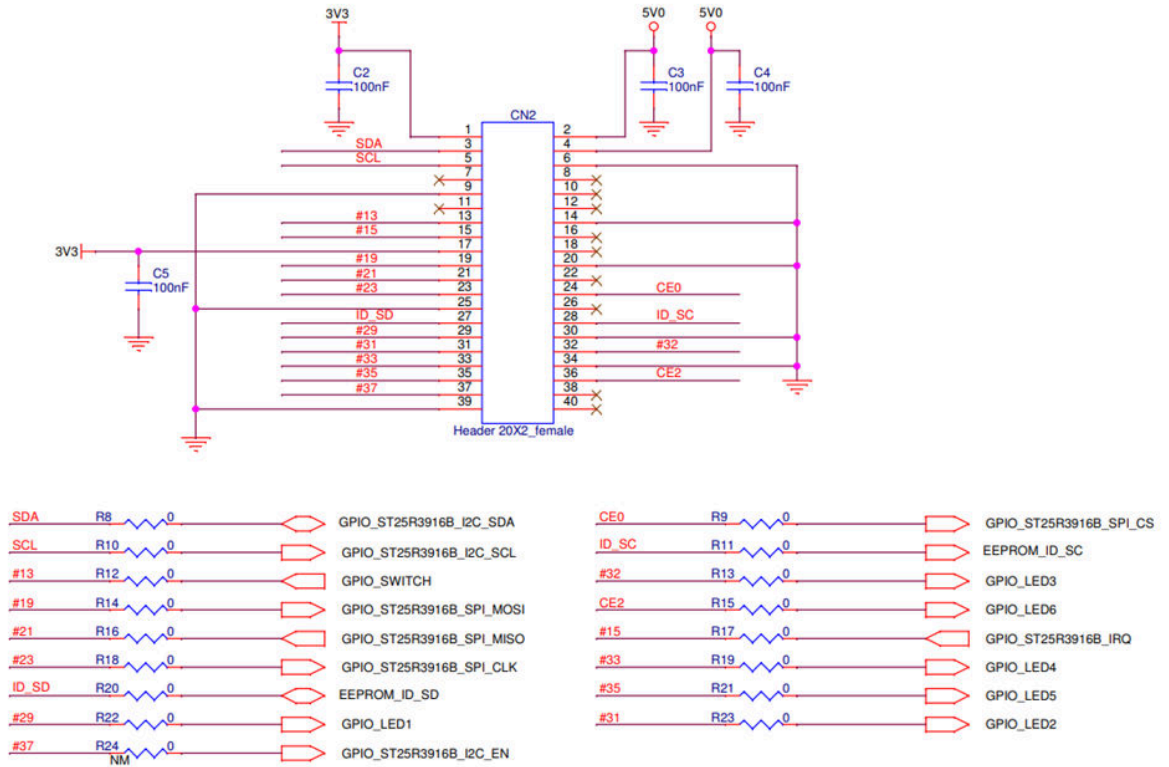 3V3
5V0 5V0
C2
100nF
C3
100nF
C4
100nF
CN2
1 2
SDA 3 4
SCL 5 6
7 8
9 10
11 12
#13 13 14
#15 15 16
3V3 17 18
#19 19 20
#21 21 22
#23 23 24 CE0
25 26
ID_SD 27 28 ID_SC
#29 29 30
#31 31 32 #32
#33 33 34
#35 35 36 CE2
#37 37 38
39 40
C5
100nF
Header 20X2_female
SDA R8 0 GPIO_ST25R3916B_I2C_SDA
SCL R10 0 GPIO_ST25R3916B_I2C_SCL
#13 R12 0 GPIO_SWITCH
#19 R14 0 GPIO_ST25R3916B_SPI_MOSI
#21 R16 0 GPIO_ST25R3916B_SPI_MISO
#23 R18 0 GPIO_ST25R3916B_SPI_CLK
ID_SD R20 0 EEPROM_ID_SD
#29 R22 0 GPIO_LED1
#37 R24 0 GPIO_ST25R3916B_I2C_EN
NM
CE0 R9 0 GPIO_ST25R3916B_SPI_CS
ID_SC R11 0 EEPROM_ID_SC
#32 R13 0 GPIO_LED3
CE2 R15 0 GPIO_LED6
#15 R17 0 GPIO_ST25R3916B_IRQ
#33 R19 0 GPIO_LED4
#35 R21 0 GPIO_LED5
#31 R23 0 GPIO_LED2